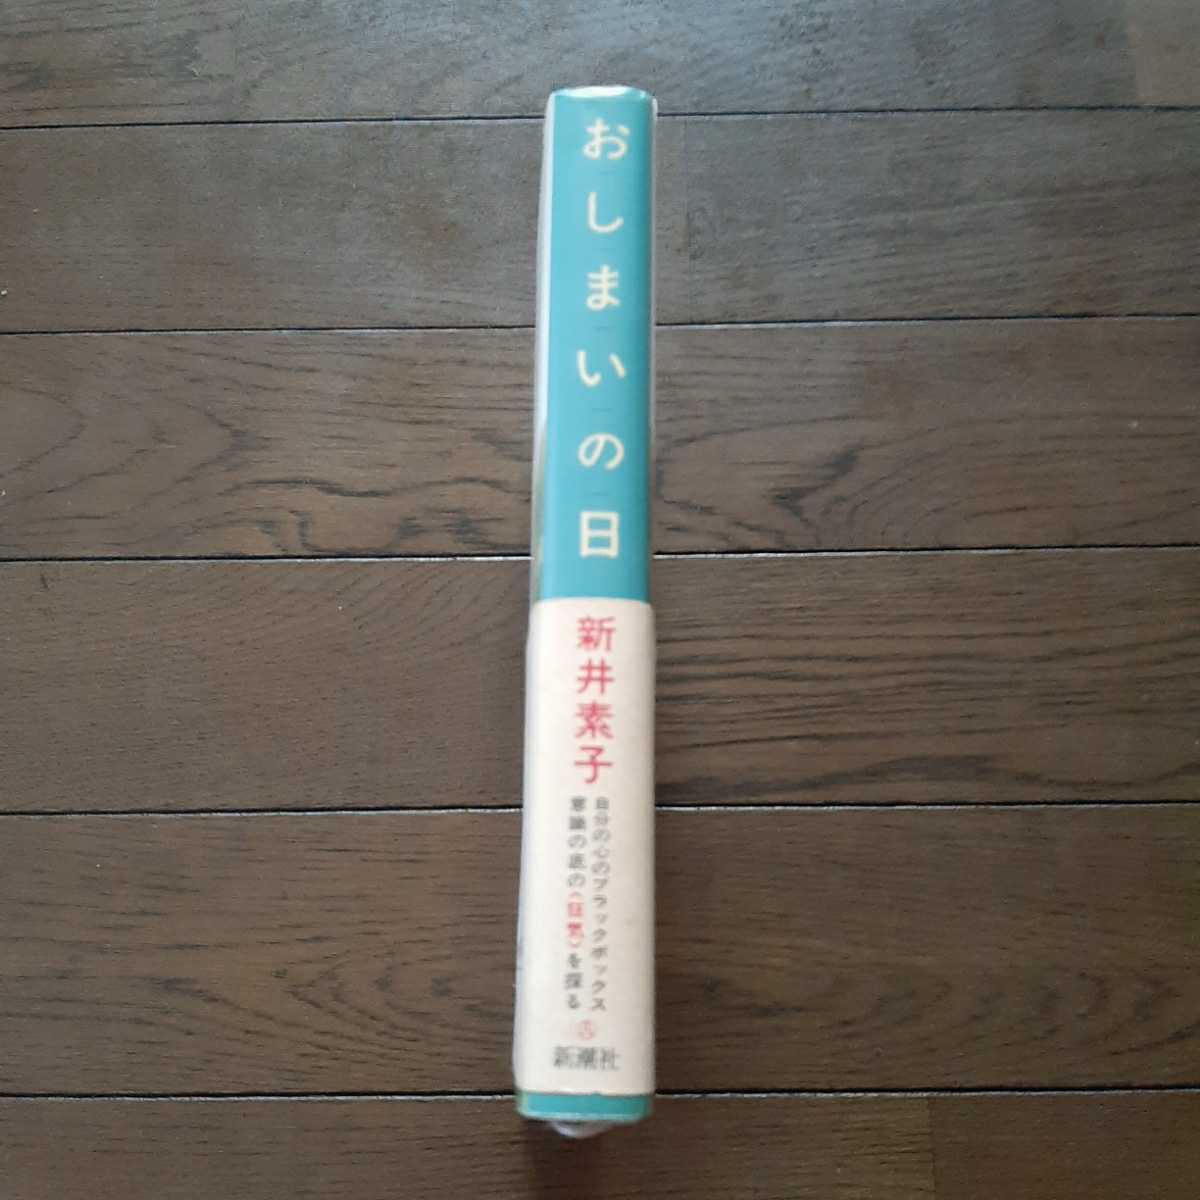 おしまいの日
新井素子
自分の心のブラックボックス
意識の底の〈狂気〉を探る
新潮社